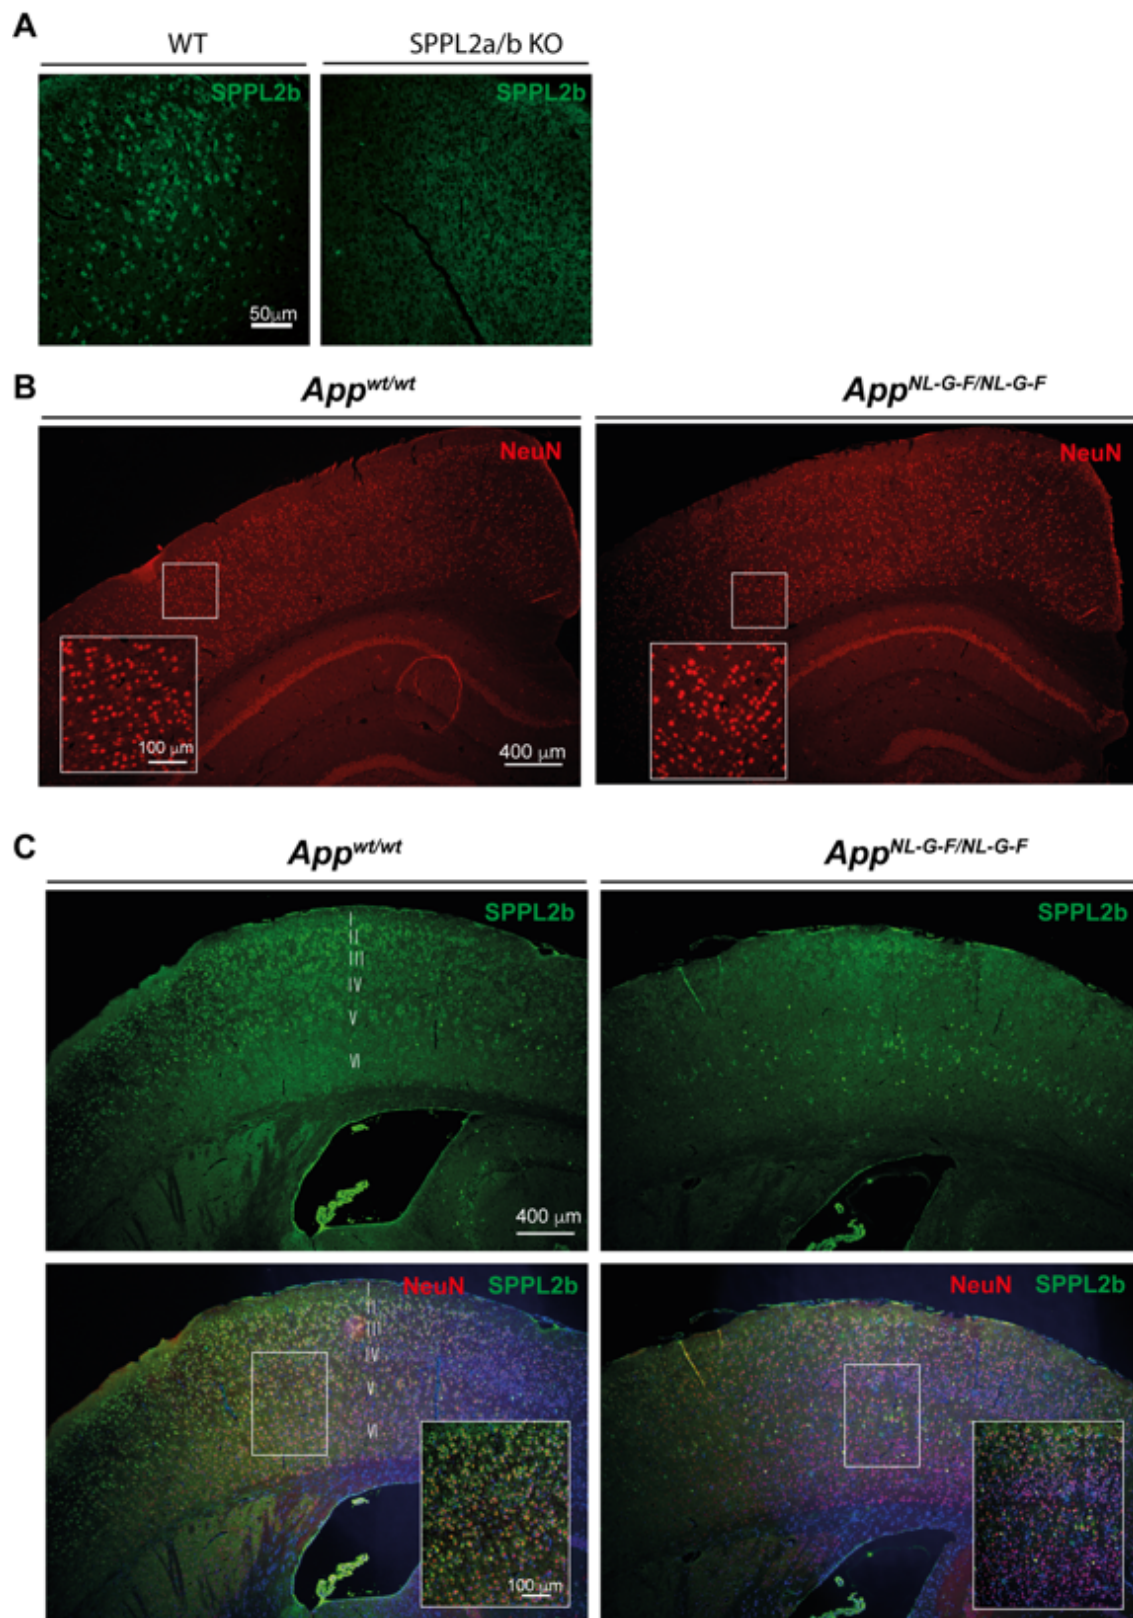 A
WT SPPL2a/b KO
SPPL2b SPPL2b
50µm
B
App^wt/wt App^NL-G-F/NL-G-F
NeuN NeuN
100 µm
400 µm
C
App^wt/wt App^NL-G-F/NL-G-F
SPPL2b SPPL2b
I
II
III
IV
V
VI
400 µm
NeuN SPPL2b NeuN SPPL2b
I
II
III
IV
V
VI
100 µm